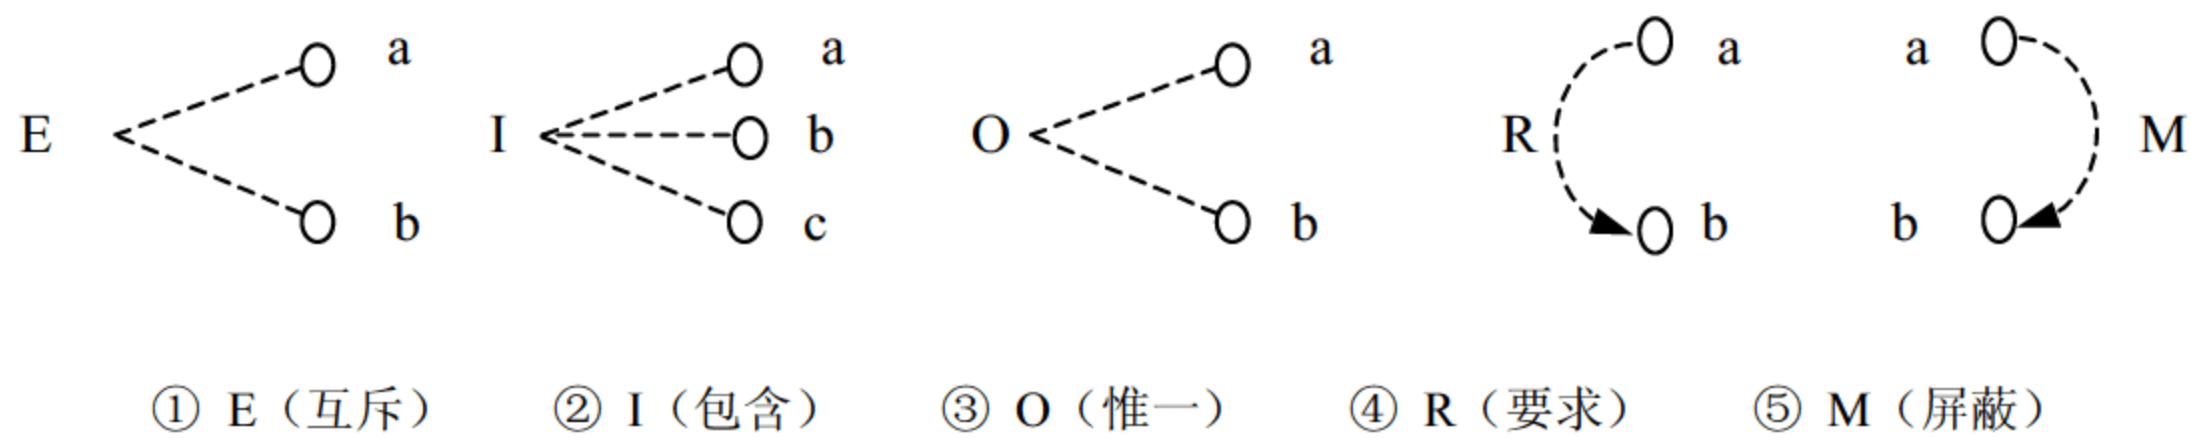 a a a a a
E I b O R M
b c b b b
① E（互斥） ② I（包含） ③ O（惟一） ④ R（要求） ⑤ M（屏蔽）